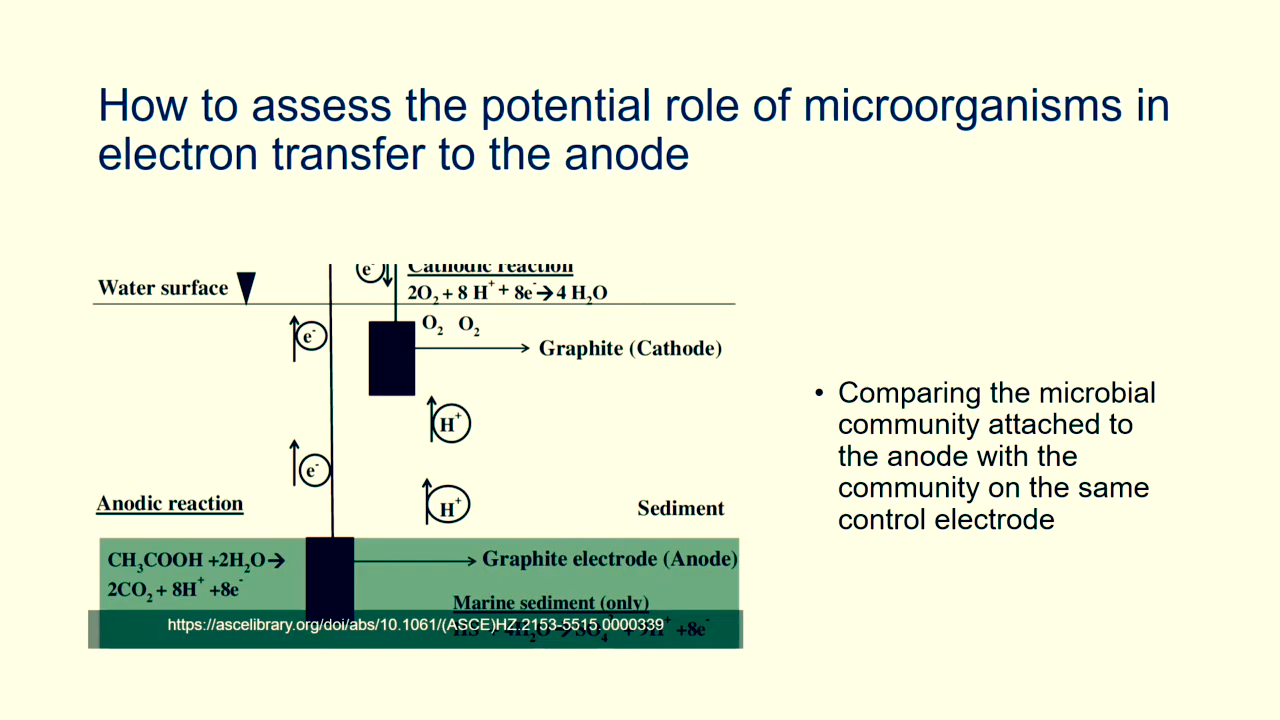 How to assess the potential role of microorganisms in
electron transfer to the anode
e-
Cathodic reaction
Water surface
2O2 + 8 H+ + 8e-→4 H2O
O2 O2
e-
Graphite (Cathode)
H+
e-
Anodic reaction
H+
Sediment
CH3COOH +2H2O→
2CO2 + 8H+ +8e-
Graphite electrode (Anode)
Marine sediment (only)
https://ascelibrary.org/doi/abs/10.1061/(ASCE)HZ.2153-5515.0000339
• Comparing the microbial
community attached to
the anode with the
community on the same
control electrode